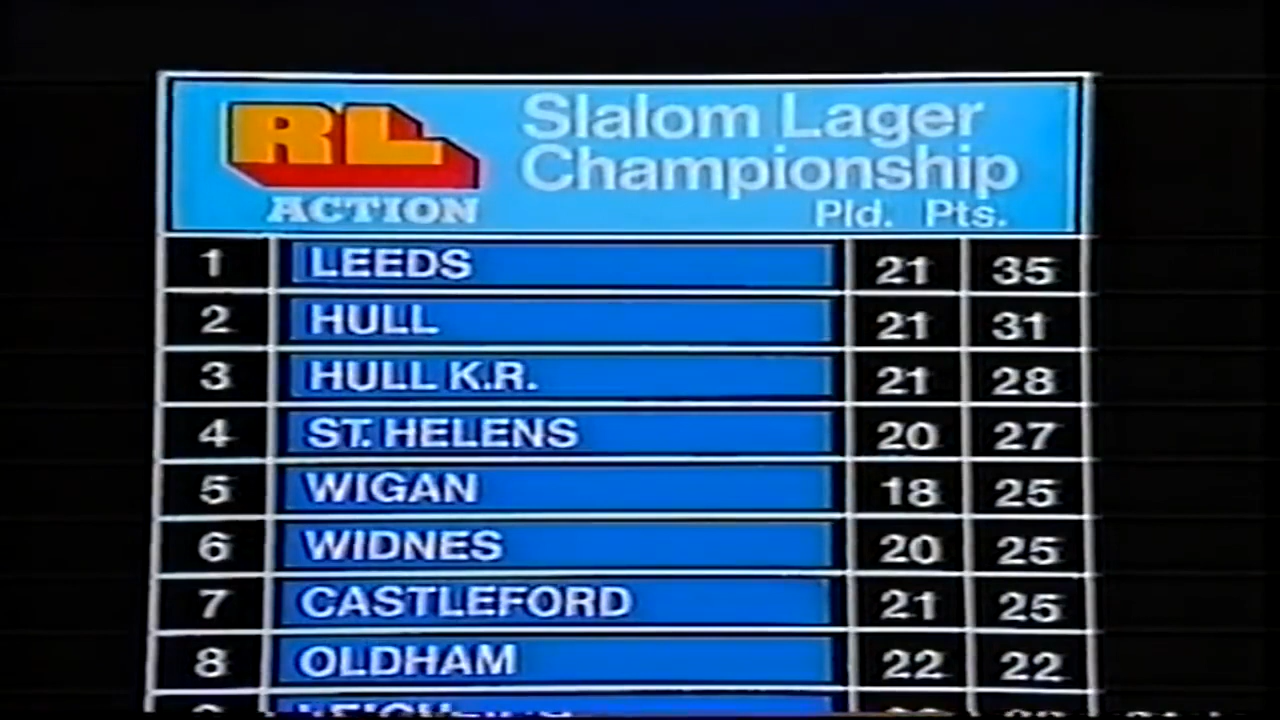 RL
ACTION
Slalom Lager
Championship
Pld. Pts.
1 LEEDS 21 35
2 HULL 21 31
3 HULL K.R. 21 28
4 ST. HELENS 20 27
5 WIGAN 18 25
6 WIDNES 20 25
7 CASTLEFORD 21 25
8 OLDHAM 22 22